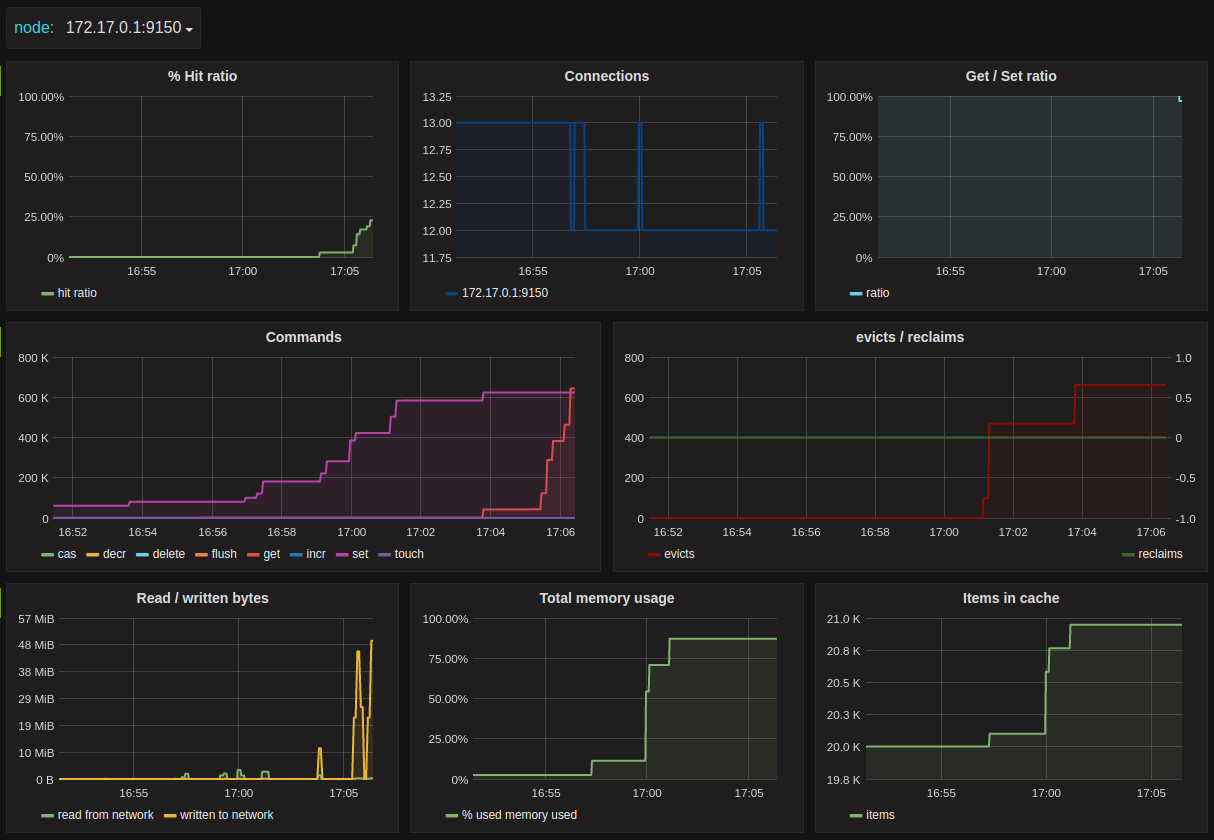 node: 172.17.0.1:9150
% Hit ratio
100.00%
75.00%
50.00%
25.00%
0%
16:55 17:00 17:05
hit ratio
Connections
13.25
13.00
12.75
12.50
12.25
12.00
11.75
16:55 17:00 17:05
172.17.0.1:9150
Get / Set ratio
100.00%
75.00%
50.00%
25.00%
0%
16:55 17:00 17:05
ratio
Commands
800 K
600 K
400 K
200 K
0
16:52 16:54 16:56 16:58 17:00 17:02 17:04 17:06
cas decr delete flush get incr set touch
evicts / reclaims
800 1.0
600 0.5
400 0
200 -0.5
0 -1.0
16:52 16:54 16:56 16:58 17:00 17:02 17:04 17:06
evicts reclaims
Read / written bytes
57 MiB
48 MiB
38 MiB
29 MiB
19 MiB
10 MiB
0 B
16:55 17:00 17:05
read from network written to network
Total memory usage
100.00%
75.00%
50.00%
25.00%
0%
16:55 17:00 17:05
% used memory used
Items in cache
21.0 K
20.8 K
20.5 K
20.3 K
20.0 K
19.8 K
16:55 17:00 17:05
items